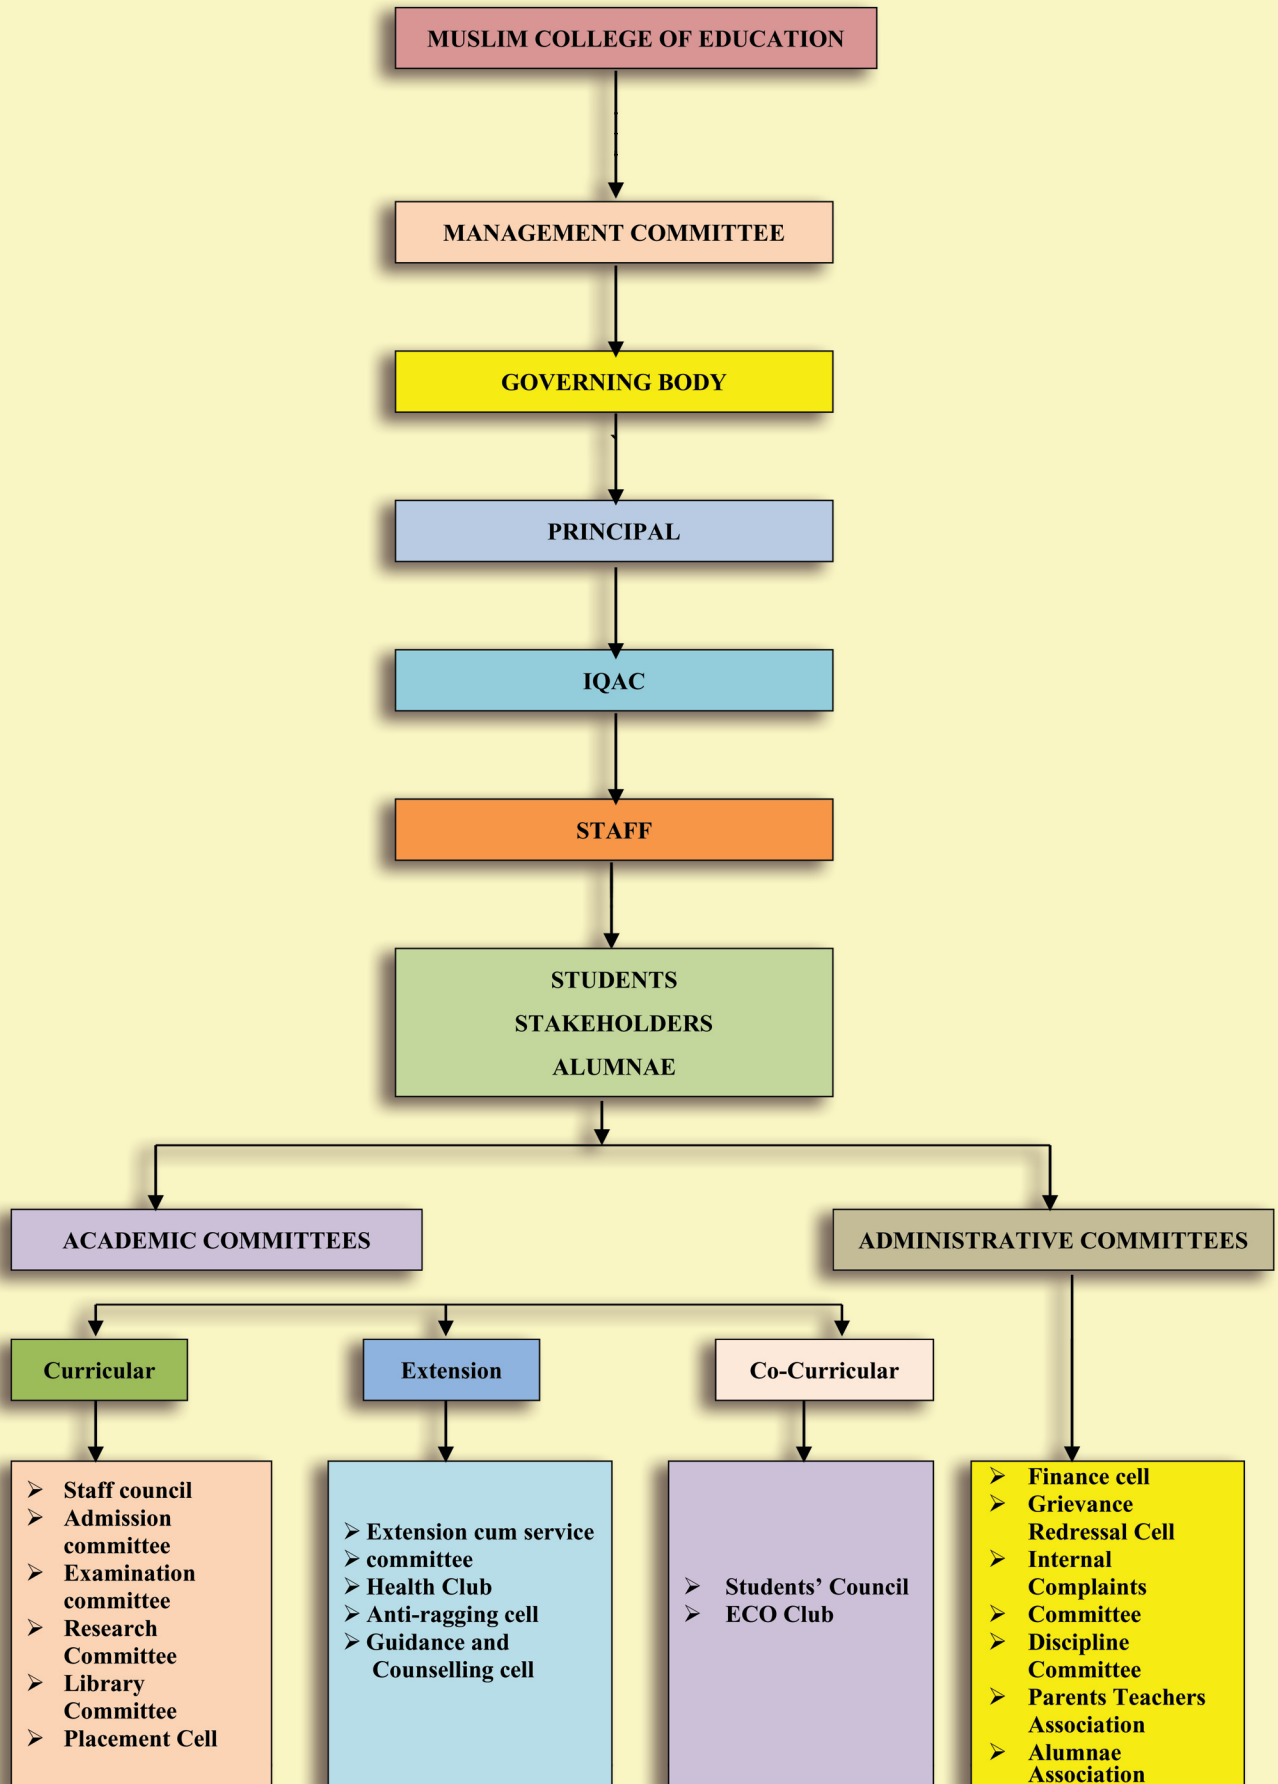 MUSLIM COLLEGE OF EDUCATION
MANAGEMENT COMMITTEE
GOVERNING BODY
PRINCIPAL
IQAC
STAFF
STUDENTS
STAKEHOLDERS
ALUMNAE
ACADEMIC COMMITTEES
ADMINISTRATIVE COMMITTEES
Curricular
Extension
Co-Curricular
➢ Staff council
➢ Admission
committee
➢ Examination
committee
➢ Research
Committee
➢ Library
Committee
➢ Placement Cell
➢ Extension cum service
➢ committee
➢ Health Club
➢ Anti-ragging cell
➢ Guidance and
Counselling cell
➢ Students’ Council
➢ ECO Club
➢ Finance cell
➢ Grievance
Redressal Cell
➢ Internal
Complaints
➢ Committee
➢ Discipline
Committee
➢ Parents Teachers
Association
➢ Alumnae
Association